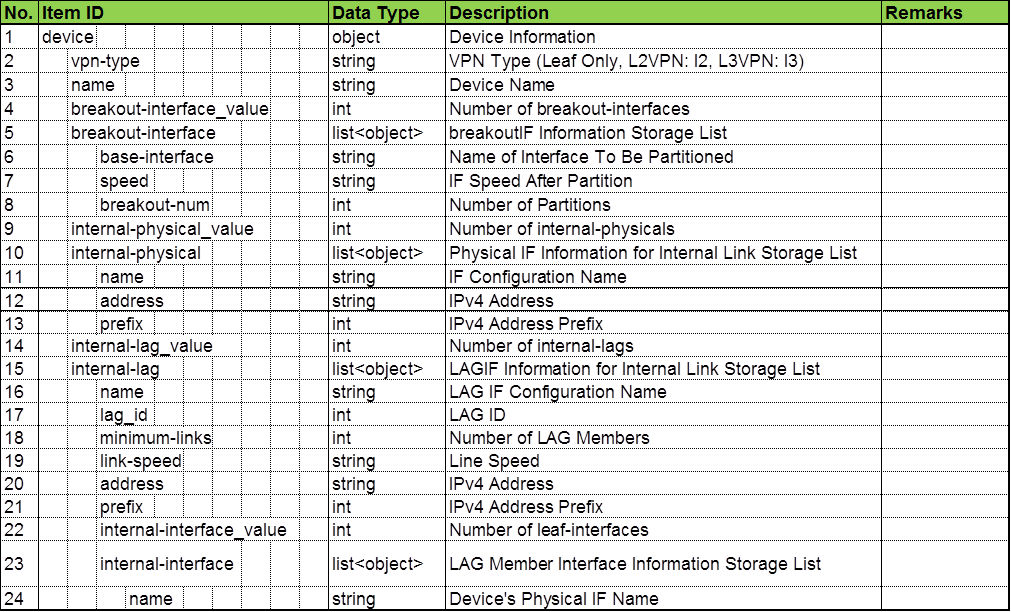 No. Item ID Data Type Description Remarks
1 device object Device Information
2 vpn-type string VPN Type (Leaf Only, L2VPN: l2, L3VPN: l3)
3 name string Device Name
4 breakout-interface_value int Number of breakout-interfaces
5 breakout-interface list<object> breakoutIF Information Storage List
6 base-interface string Name of Interface To Be Partitioned
7 speed string IF Speed After Partition
8 breakout-num int Number of Partitions
9 internal-physical_value int Number of internal-physicals
10 internal-physical list<object> Physical IF Information for Internal Link Storage List
11 name string IF Configuration Name
12 address string IPv4 Address
13 prefix int IPv4 Address Prefix
14 internal-lag_value int Number of internal-lags
15 internal-lag list<object> LAGIF Information for Internal Link Storage List
16 name string LAG IF Configuration Name
17 lag_id int LAG ID
18 minimum-links int Number of LAG Members
19 link-speed string Line Speed
20 address string IPv4 Address
21 prefix int IPv4 Address Prefix
22 internal-interface_value int Number of leaf-interfaces
23 internal-interface list<object> LAG Member Interface Information Storage List
24 name string Device's Physical IF Name